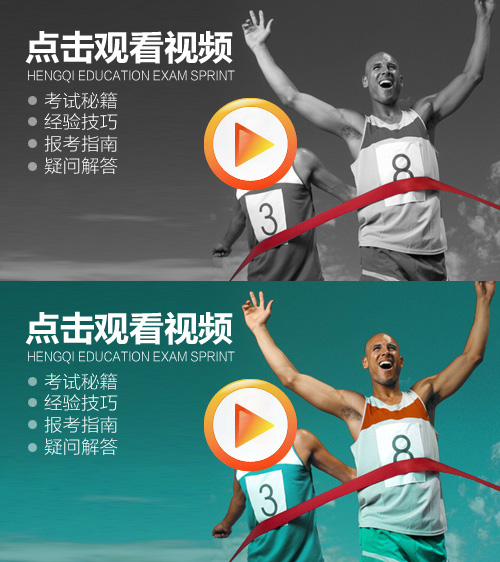 点击观看视频
HENGQI EDUCATION EXAM SPRINT
考试秘籍
经验技巧
报考指南
疑问解答
3
8
点击观看视频
HENGQI EDUCATION EXAM SPRINT
考试秘籍
经验技巧
报考指南
疑问解答
3
8